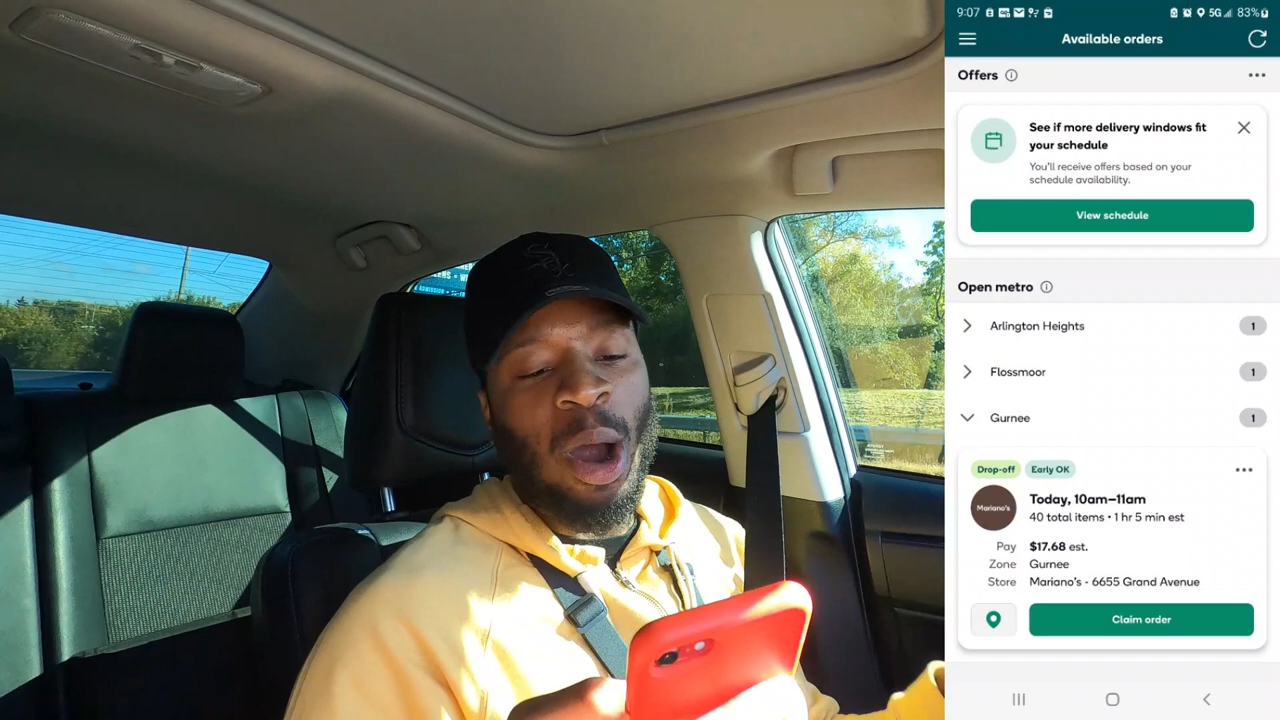 9:07
5G
83%
Available orders
Offers
See if more delivery windows fit
your schedule
You'll receive offers based on your
schedule availability.
View schedule
Open metro
Arlington Heights
1
Flossmoor
1
Gurnee
1
Drop-off
Early OK
Mariano's
Today, 10am–11am
40 total items • 1 hr 5 min est
Pay
$17.68 est.
Zone
Gurnee
Store
Mariano's - 6655 Grand Avenue
Claim order
SOX
ADMISSION